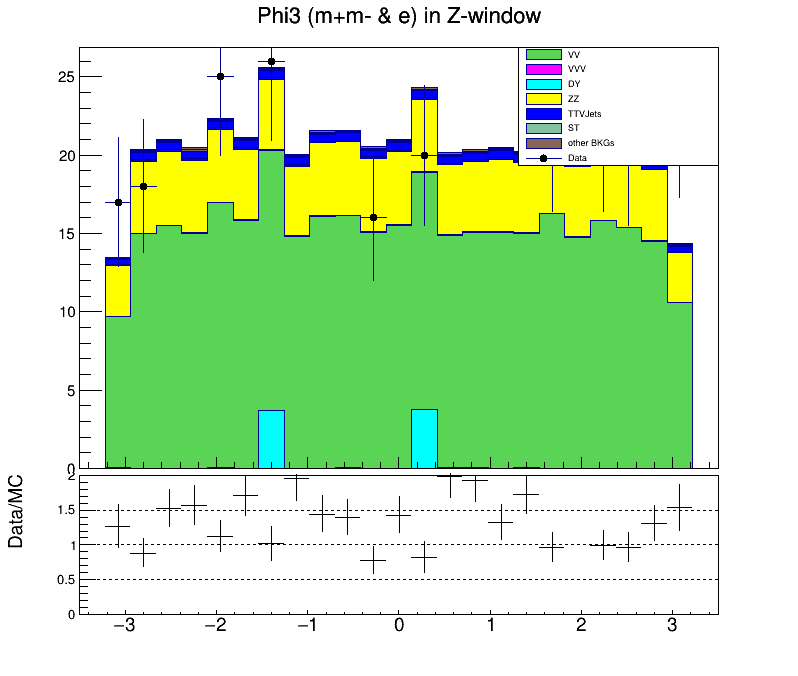 Phi3 (m+m- & e) in Z-window
25
20
15
10
5
0
VV
VVV
DY
ZZ
TTVJets
ST
other BKGs
Data
Data/MC
2
1.5
1
0.5
0
−3 −2 −1 0 1 2 3